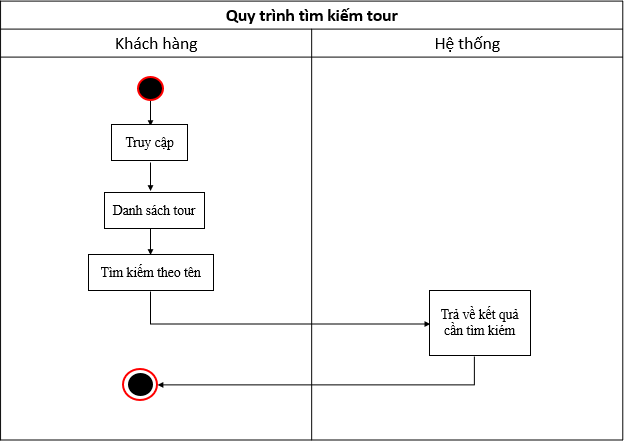 Quy trình tìm kiếm tour
Khách hàng
Hệ thống
Truy cập
Danh sách tour
Tìm kiếm theo tên
Trả về kết quả
cần tìm kiém